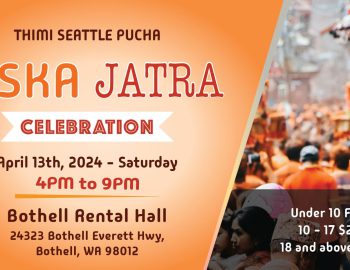 THIMI SEATTLE PUCHA
SKA JATRA
CELEBRATION
April 13th, 2024 - Saturday
4PM to 9PM
Bothell Rental Hall
24323 Bothell Everett Hwy,
Bothell, WA 98012
Under 10 F
10 - 17 $2
18 and above